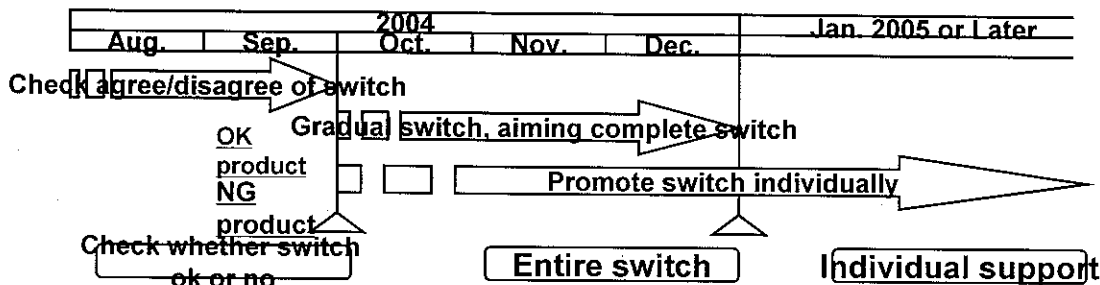 2004
Jan. 2005 or Later
Aug.
Sep.
Oct.
Nov.
Dec.
Check agree/disagree of switch
Gradual switch, aiming complete switch
OK
product
Promote switch individually
NG
product
Check whether switch
ok or no
Entire switch
Individual support